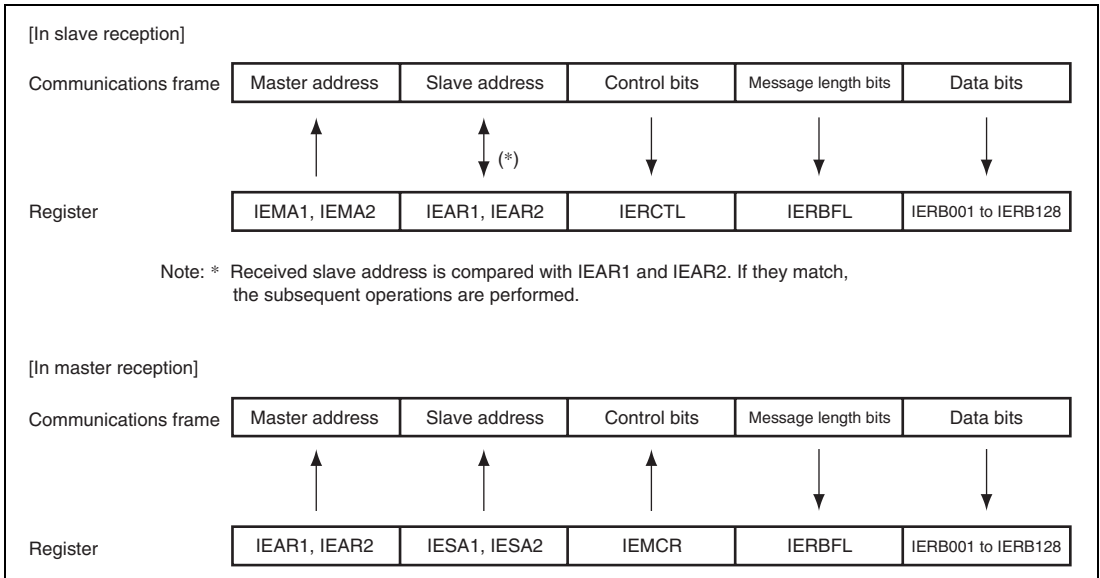 [In slave reception]
Communications frame Master address Slave address Control bits Message length bits Data bits
(*)
Register IEMA1, IEMA2 IEAR1, IEAR2 IERCTL IERBFL IERB001 to IERB128
Note: * Received slave address is compared with IEAR1 and IEAR2. If they match,
the subsequent operations are performed.
[In master reception]
Communications frame Master address Slave address Control bits Message length bits Data bits
Register IEAR1, IEAR2 IESA1, IESA2 IEMCR IERBFL IERB001 to IERB128